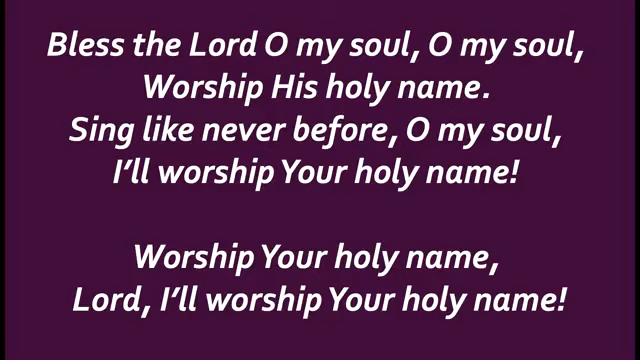 Bless the Lord O my soul, O my soul,
Worship His holy name.
Sing like never before, O my soul,
I’ll worship Your holy name!
Worship Your holy name,
Lord, I’ll worship Your holy name!